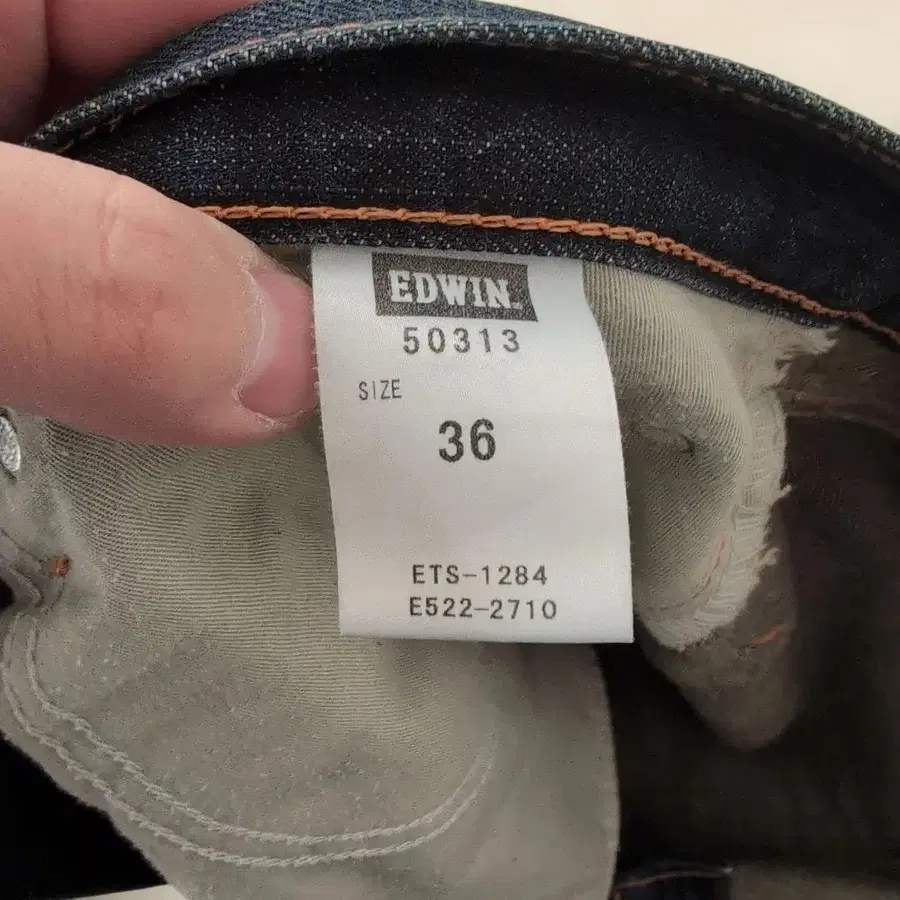 EDWIN.
50313
SIZE
36
ETS-1284
E522-2710